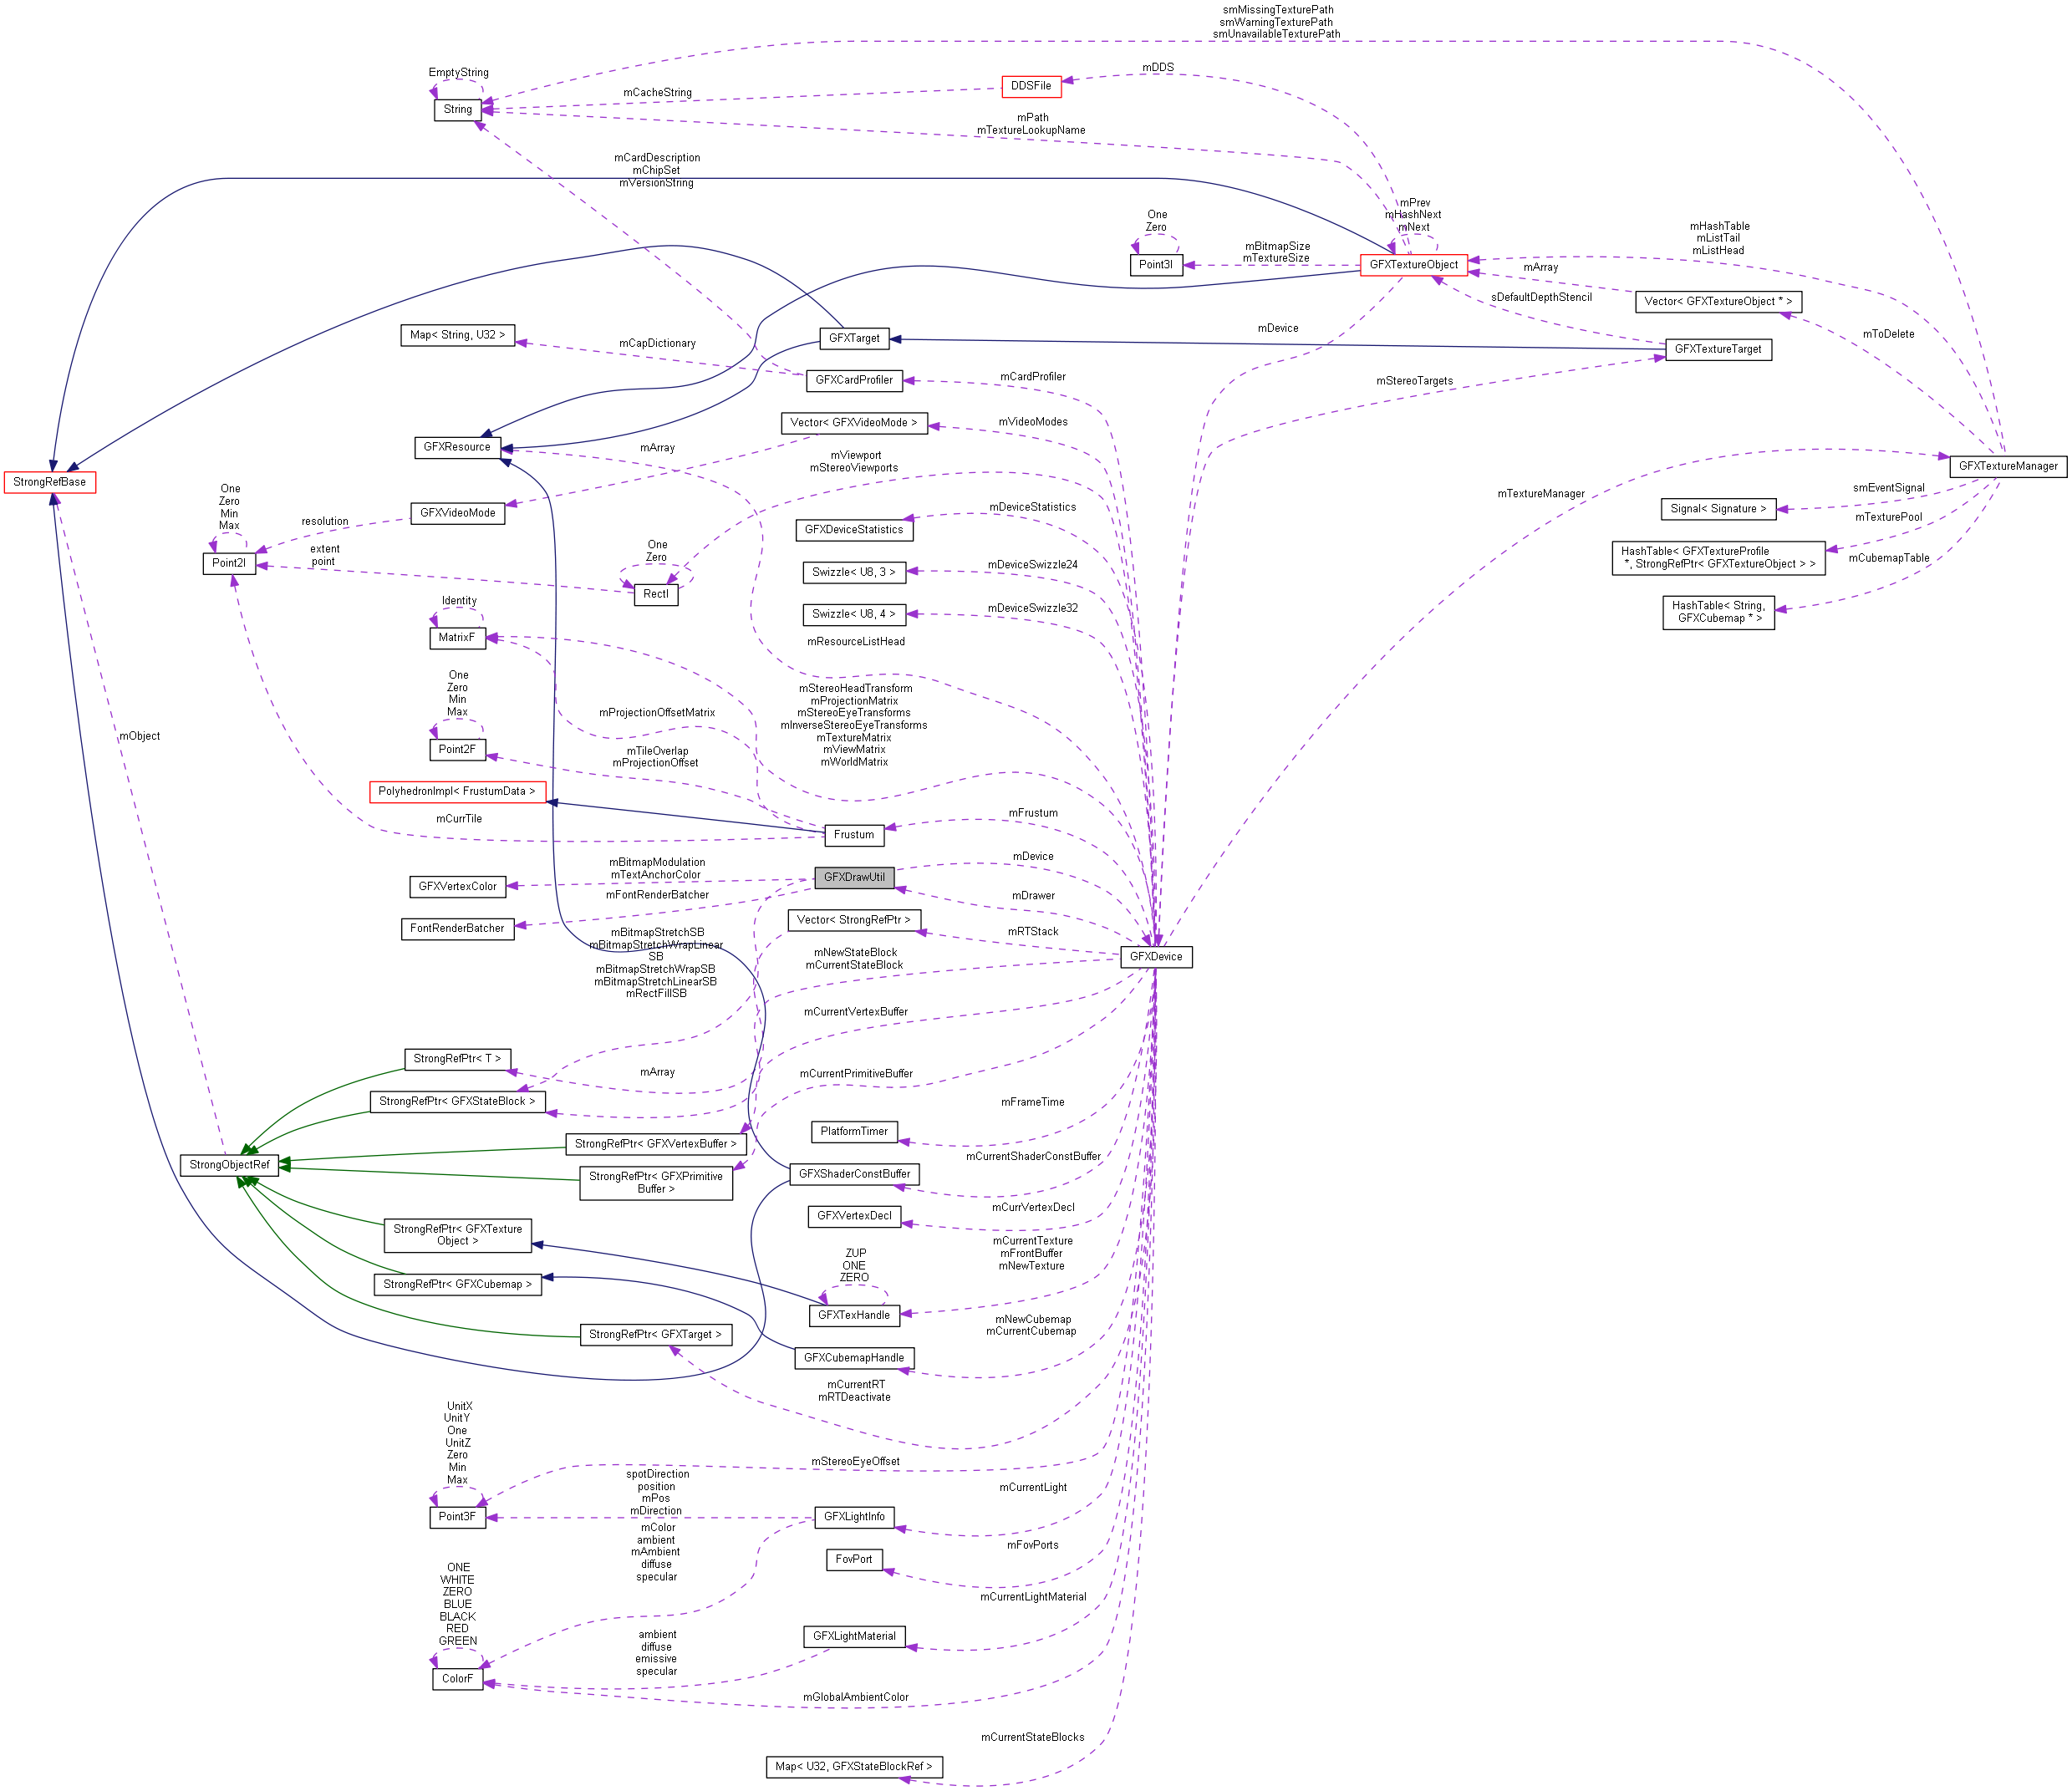 smMissingTexturePath
smWarningTexturePath
smUnavailableTexturePath
EmptyString
String
mCacheString
DDSFile
mDDS
mPath
mTextureLookupName
mCardDescription
mChipSet
mVersionString
One
Zero
Point3I
mBitmapSize
mTextureSize
mPrev
mHashNext
mNext
GFXTextureObject
mHashTable
mListTail
mListHead
mArray
Vector< GFXTextureObject * >
sDefaultDepthStencil
mToDelete
Map< String, U32 >
mCapDictionary
GFXTarget
mDevice
GFXTextureTarget
GFXCardProfiler
mCardProfiler
mStereoTargets
Vector< GFXVideoMode >
mVideoModes
GFXResource
mArray
mViewport
mStereoViewports
StrongRefBase
GFXTextureManager
mTextureManager
One
Zero
Min
Max
Point2I
resolution
GFXVideoMode
extent
point
GFXDeviceStatistics
mDeviceStatistics
smEventSignal
Signal< Signature >
mTexturePool
HashTable< GFXTextureProfile
*, StrongRefPtr< GFXTextureObject > >
mCubemapTable
HashTable< String,
GFXCubemap * >
One
Zero
RectI
Swizzle< U8, 3 >
mDeviceSwizzle24
Swizzle< U8, 4 >
mDeviceSwizzle32
Identity
MatrixF
mResourceListHead
One
Zero
Min
Max
Point2F
mProjectionOffsetMatrix
mStereoHeadTransform
mProjectionMatrix
mStereoEyeTransforms
mInverseStereoEyeTransforms
mTextureMatrix
mViewMatrix
mWorldMatrix
mObject
mTileOverlap
mProjectionOffset
PolyhedronImpl< FrustumData >
mCurrTile
Frustum
mFrustum
GFXVertexColor
mBitmapModulation
mTextAnchorColor
GFXDrawUtil
mDevice
mFontRenderBatcher
FontRenderBatcher
mDrawer
Vector< StrongRefPtr >
mRTStack
GFXDevice
mBitmapStretchSB
mBitmapStretchWrapLinear
SB
mBitmapStretchWrapSB
mBitmapStretchLinearSB
mRectFillSB
mNewStateBlock
mCurrentStateBlock
mCurrentVertexBuffer
StrongRefPtr< T >
mArray
StrongRefPtr< GFXStateBlock >
mCurrentPrimitiveBuffer
mFrameTime
PlatformTimer
StrongRefPtr< GFXVertexBuffer >
mCurrentShaderConstBuffer
StrongObjectRef
StrongRefPtr< GFXPrimitive
Buffer >
GFXShaderConstBuffer
GFXVertexDecl
mCurrVertexDecl
StrongRefPtr< GFXTexture
Object >
mCurrentTexture
mFrontBuffer
mNewTexture
ZUP
ONE
ZERO
GFXTexHandle
StrongRefPtr< GFXCubemap >
StrongRefPtr< GFXTarget >
mNewCubemap
mCurrentCubemap
GFXCubemapHandle
mCurrentRT
mRTDeactivate
UnitX
UnitY
One
UnitZ
Zero
Min
Max
Point3F
mStereoEyeOffset
spotDirection
position
mPos
mDirection
GFXLightInfo
mCurrentLight
mColor
ambient
mAmbient
diffuse
specular
FovPort
mFovPorts
mCurrentLightMaterial
ONE
WHITE
ZERO
BLUE
BLACK
RED
GREEN
ColorF
ambient
diffuse
emissive
specular
GFXLightMaterial
mGlobalAmbientColor
mCurrentStateBlocks
Map< U32, GFXStateBlockRef >